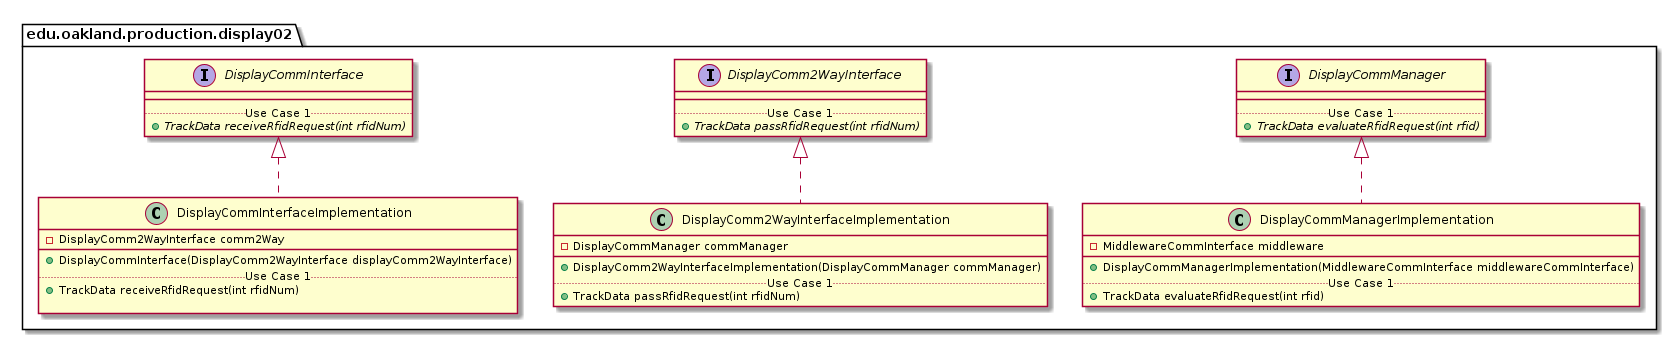 edu.oakland.production.display02
I DisplayCommInterface
Use Case 1
TrackData receiveRfidRequest(int rfidNum)
I DisplayComm2WayInterface
Use Case 1
TrackData passRfidRequest(int rfidNum)
I DisplayCommManager
Use Case 1
TrackData evaluateRfidRequest(int rfid)
C DisplayCommInterfaceImplementation
DisplayComm2WayInterface comm2Way
DisplayCommInterface(DisplayComm2WayInterface displayComm2WayInterface)
Use Case 1
TrackData receiveRfidRequest(int rfidNum)
C DisplayComm2WayInterfaceImplementation
DisplayCommManager commManager
DisplayComm2WayInterfaceImplementation(DisplayCommManager commManager)
Use Case 1
TrackData passRfidRequest(int rfidNum)
C DisplayCommManagerImplementation
MiddlewareCommInterface middleware
DisplayCommManagerImplementation(MiddlewareCommInterface middlewareCommInterface)
Use Case 1
TrackData evaluateRfidRequest(int rfid)